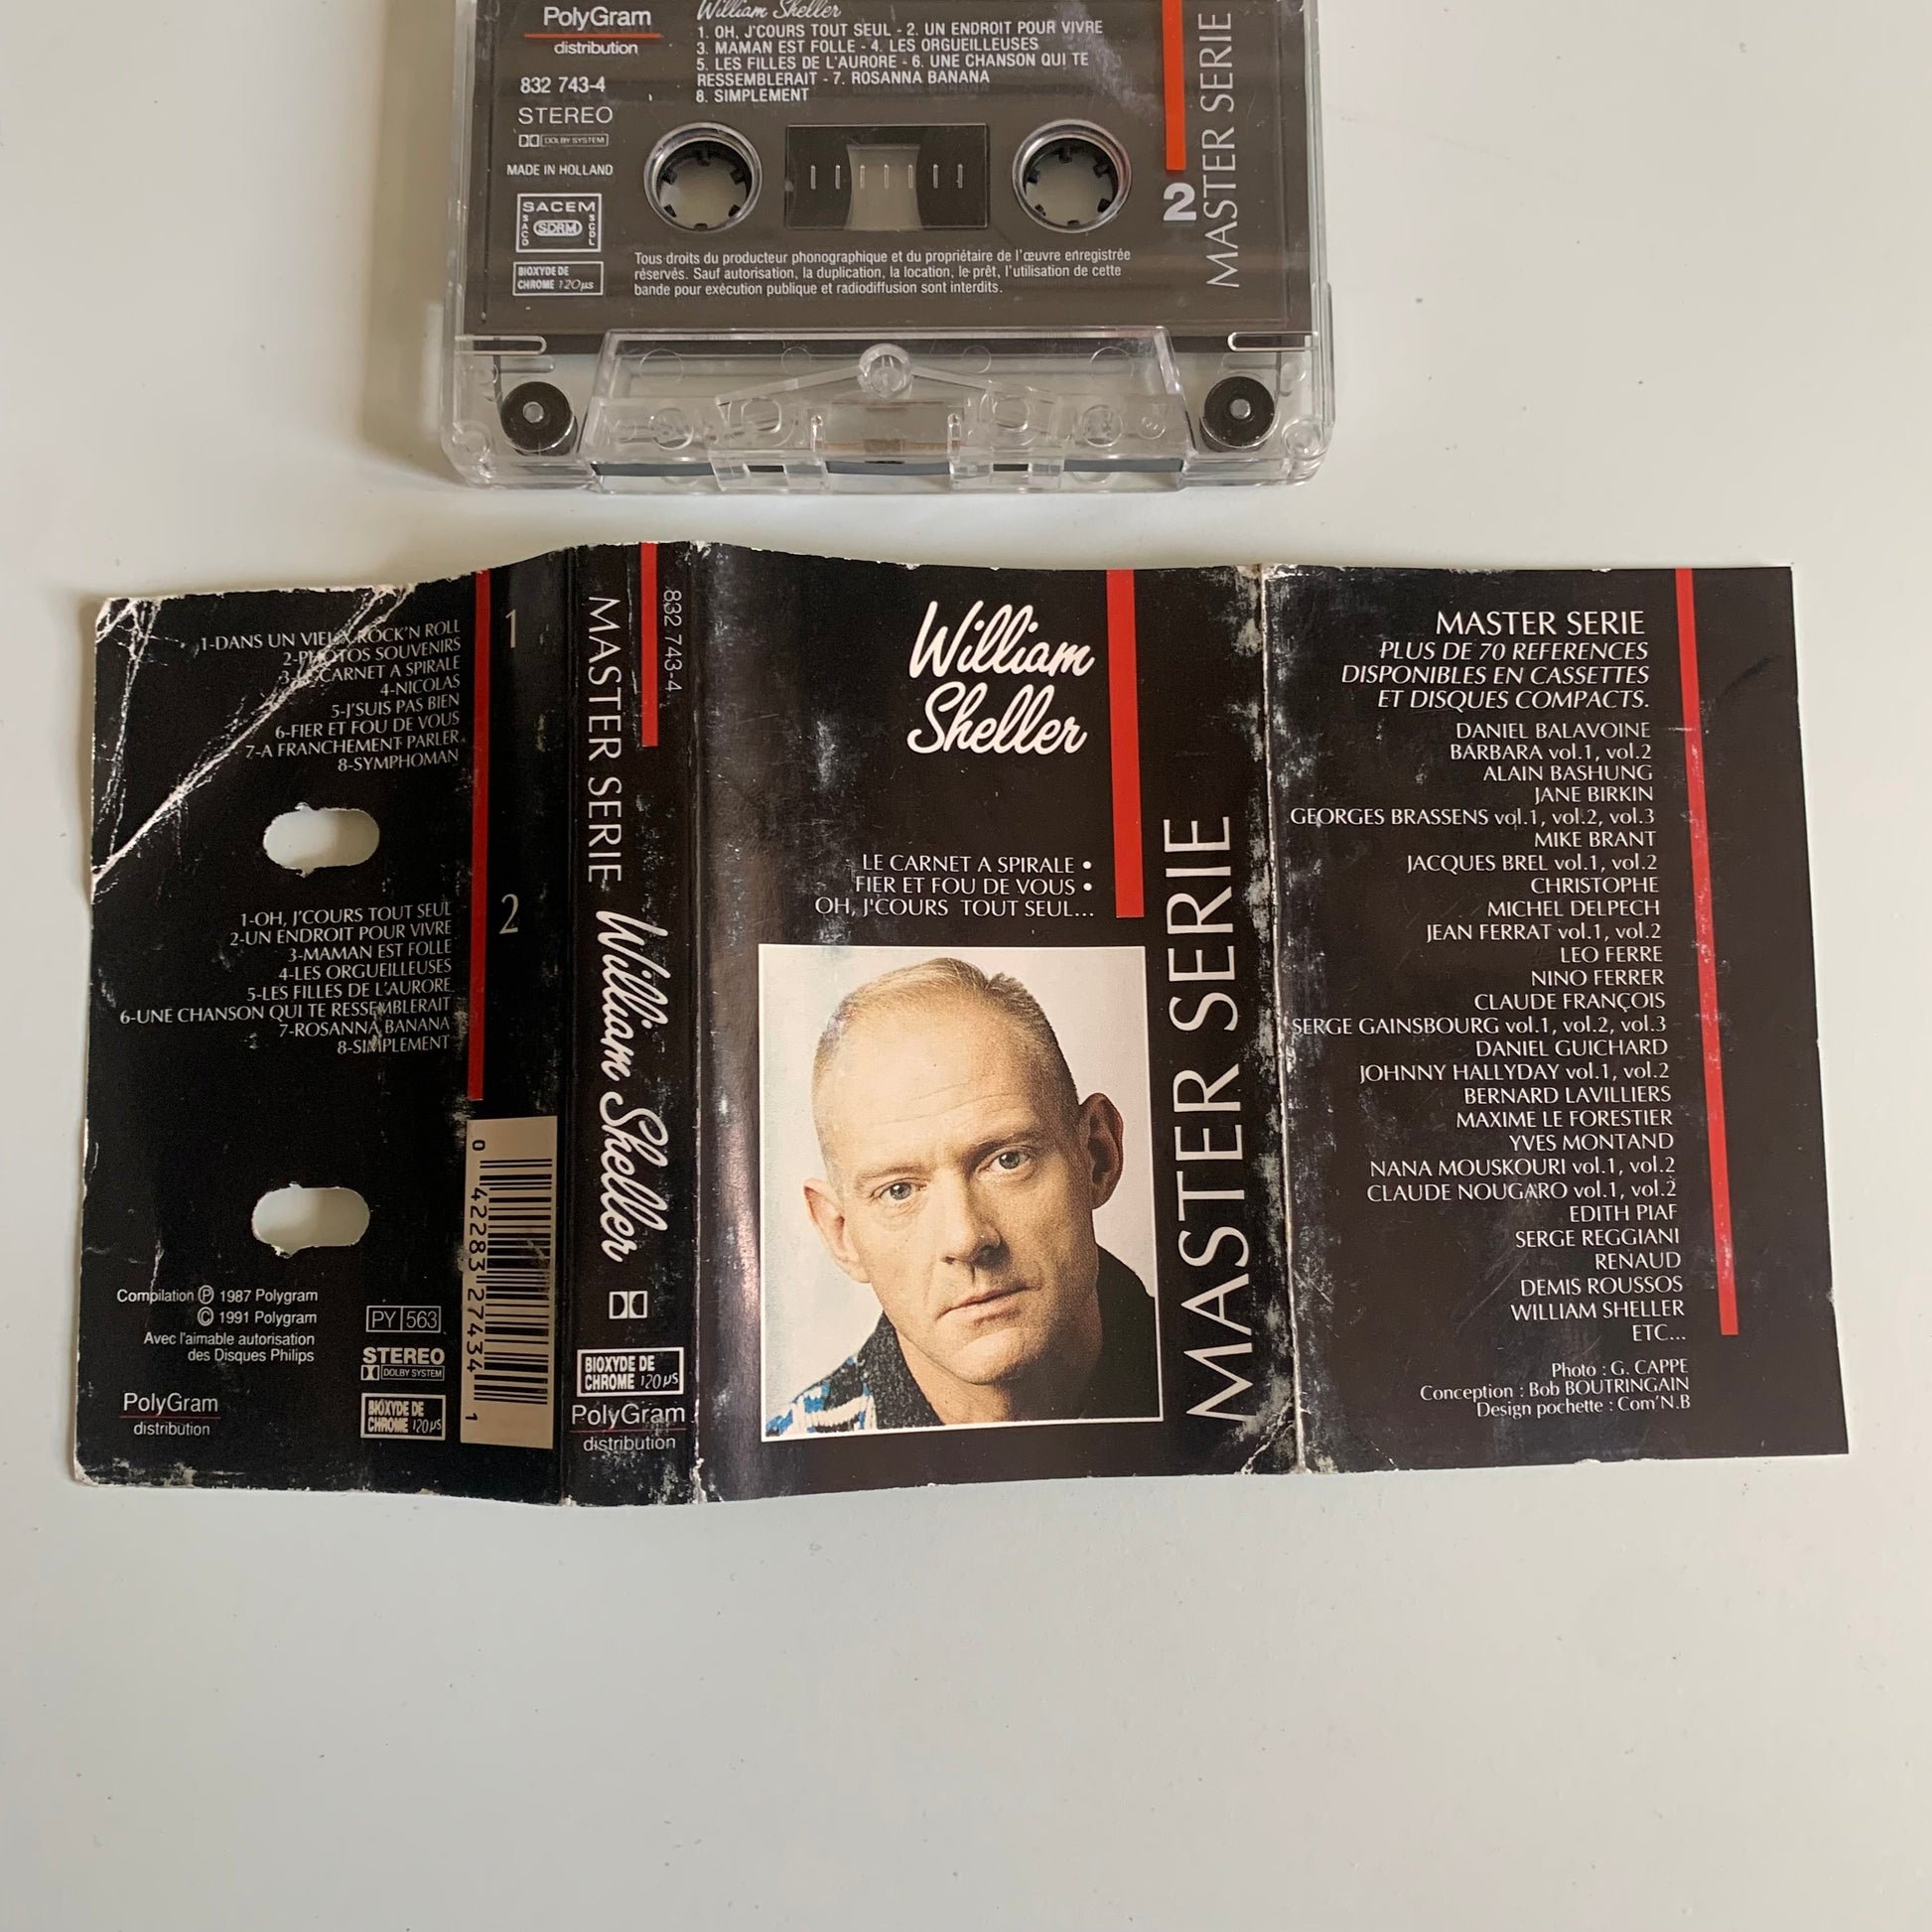 PolyGram
distribution
832 743-4
STEREO
DOLBY SYSTEM
MADE IN HOLLAND
SACEM
SACD
SDRM
SGDL
BIOXYDE DE
CHROME 120µs
William Sheller
1. OH, J'COURS TOUT SEUL - 2. UN ENDROIT POUR VIVRE
3. MAMAN EST FOLLE - 4. LES ORGUEILLEUSES
5. LES FILLES DE L'AURORE - 6. UNE CHANSON QUI TE
RESSEMBLERAIT - 7. ROSANNA BANANA
8. SIMPLEMENT
2
MASTER SERIE
Tous droits du producteur phonographique et du propriétaire de l'œuvre enregistrée
réservés. Sauf autorisation, la duplication, la location, le prêt, l'utilisation de cette
bande pour exécution publique et radiodiffusion sont interdits.
1
1-DANS UN VIEUX ROCK'N ROLL
2-PHOTOS SOUVENIRS
3-LE CARNET A SPIRALE
4-NICOLAS
5-J'SUIS PAS BIEN
6-FIER ET FOU DE VOUS
7-A FRANCHEMENT PARLER
8-SYMPHOMAN
2
1-OH, J'COURS TOUT SEUL
2-UN ENDROIT POUR VIVRE
3-MAMAN EST FOLLE
4-LES ORGUEILLEUSES
5-LES FILLES DE L'AURORE
6-UNE CHANSON QUI TE RESSEMBLERAIT
7-ROSANNA BANANA
8-SIMPLEMENT
Compilation Ⓟ 1987 Polygram
© 1991 Polygram
Avec l'aimable autorisation
des Disques Philips
PolyGram
distribution
PY 563
STEREO
DOLBY SYSTEM
BIOXYDE DE
CHROME 120µs
0 42283 27434 1
832 743-4
MASTER SERIE
William Sheller
BIOXYDE DE
CHROME 120µs
PolyGram
distribution
William
Sheller
LE CARNET A SPIRALE •
FIER ET FOU DE VOUS •
OH, J'COURS TOUT SEUL...
MASTER SERIE
MASTER SERIE
PLUS DE 70 REFERENCES
DISPONIBLES EN CASSETTES
ET DISQUES COMPACTS.
DANIEL BALAVOINE
BARBARA vol.1, vol.2
ALAIN BASHUNG
JANE BIRKIN
GEORGES BRASSENS vol.1, vol.2, vol.3
MIKE BRANT
JACQUES BREL vol.1, vol.2
CHRISTOPHE
MICHEL DELPECH
JEAN FERRAT vol.1, vol.2
LEO FERRE
NINO FERRER
CLAUDE FRANÇOIS
SERGE GAINSBOURG vol.1, vol.2, vol.3
DANIEL GUICHARD
JOHNNY HALLYDAY vol.1, vol.2
BERNARD LAVILLIERS
MAXIME LE FORESTIER
YVES MONTAND
NANA MOUSKOURI vol.1, vol.2
CLAUDE NOUGARO vol.1, vol.2
EDITH PIAF
SERGE REGGIANI
RENAUD
DEMIS ROUSSOS
WILLIAM SHELLER
ETC...
Photo : G. CAPPE
Conception : Bob BOUTRINGAIN
Design pochette : Com'N.B